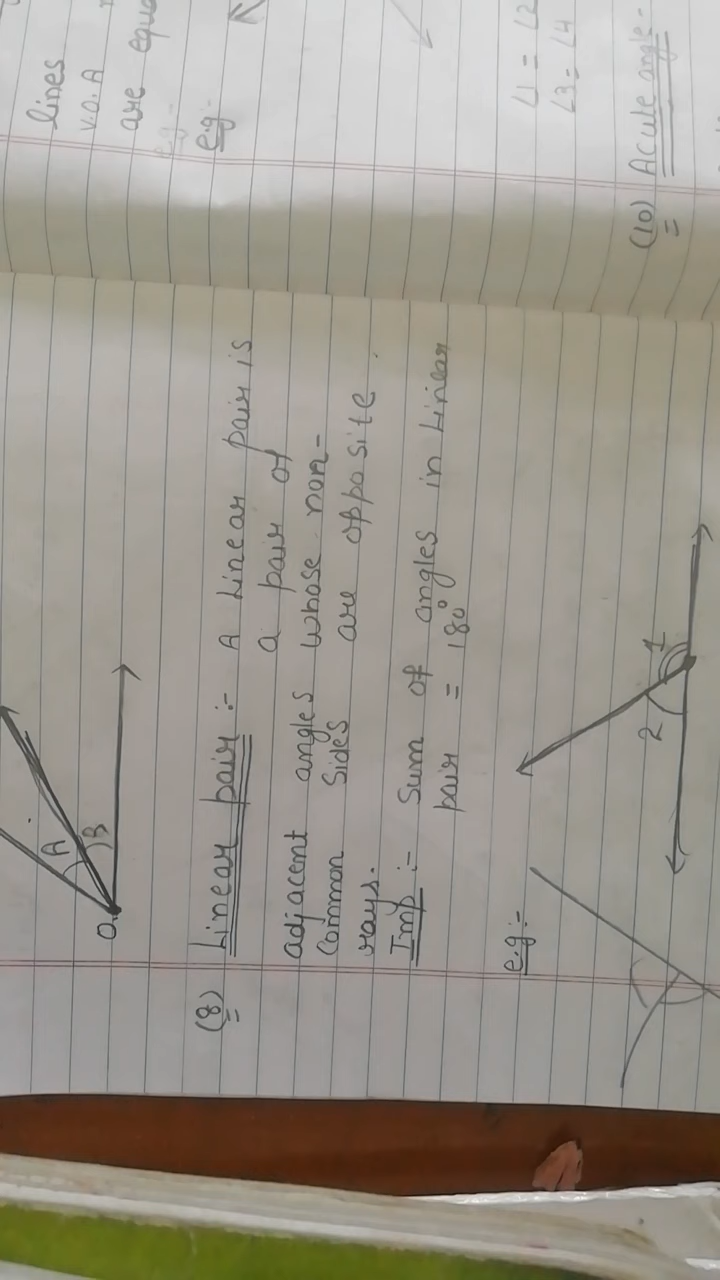 O
A
B
(8) Linear pair :- A Linear pair is
a pair of
adjacent angles whose non-
common sides are opposite
rays.
Imp :- Sum of angles in Linear
pair = 180°
e.g :-
2 1
lines
V.O.A
are equa
e.g -
e.g -
∠1 = ∠2
∠3 = ∠4
(10) Acute angle -